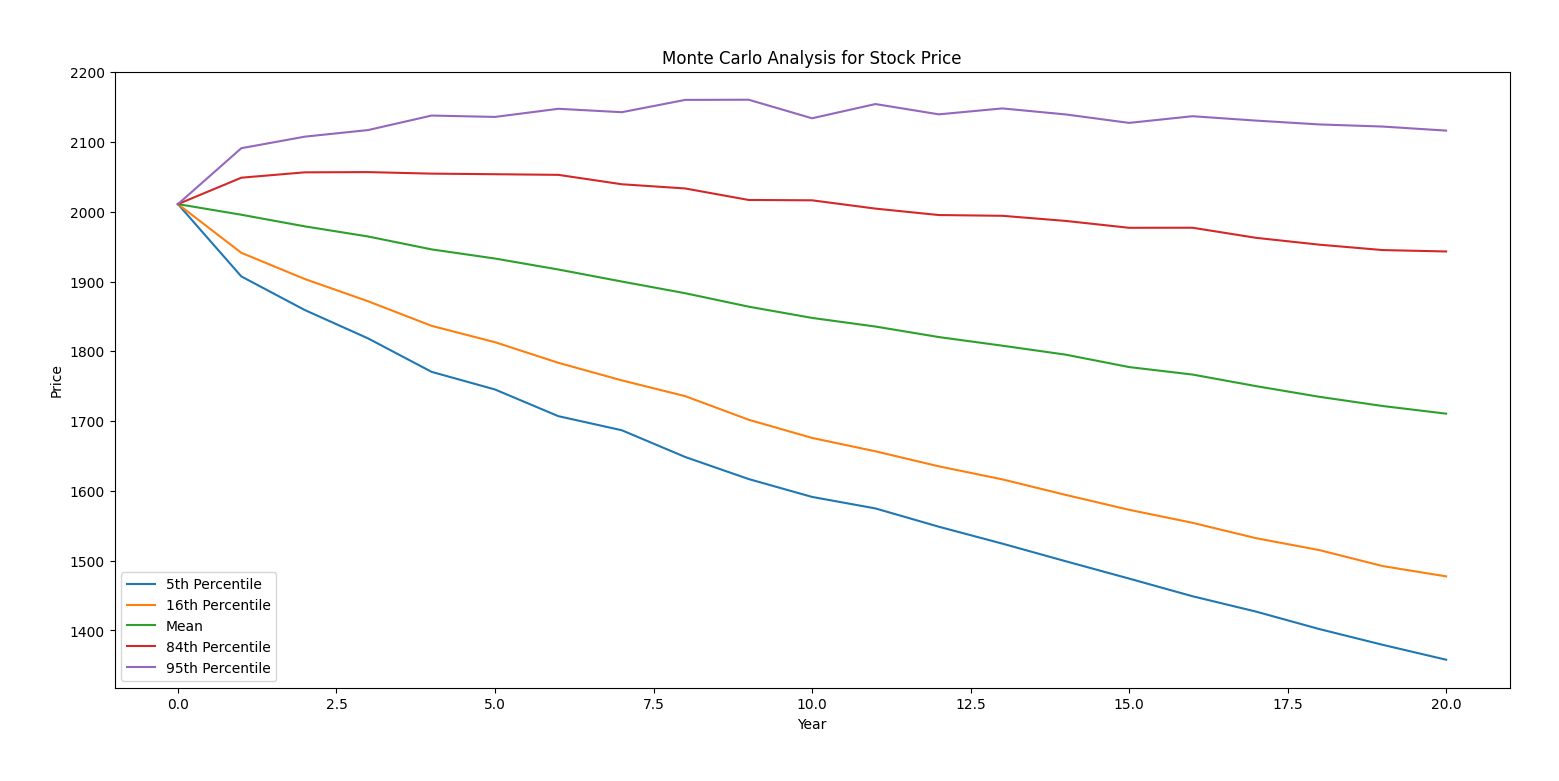 Monte Carlo Analysis for Stock Price
2200
2100
2000
1900
1800
1700
1600
1500
1400
Price
5th Percentile
16th Percentile
Mean
84th Percentile
95th Percentile
0.0 2.5 5.0 7.5 10.0 12.5 15.0 17.5 20.0
Year